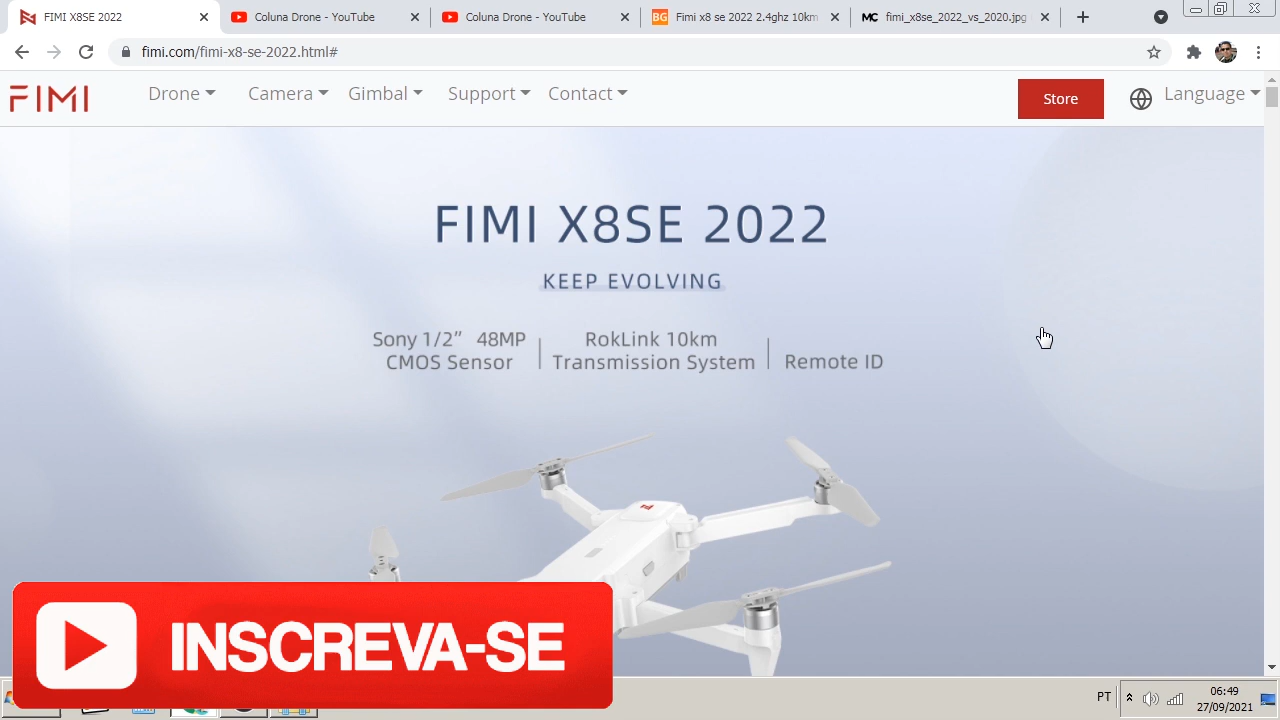 FIMI X8SE 2022
Coluna Drone - YouTube
Coluna Drone - YouTube
BG
Fimi x8 se 2022 2.4ghz 10km
MC
fimi_x8se_2022_vs_2020.jpg
fimi.com/fimi-x8-se-2022.html#
FIMI
Drone
Camera
Gimbal
Support
Contact
Store
Language
FIMI X8SE 2022
KEEP EVOLVING
Sony 1/2” 48MP
CMOS Sensor
RokLink 10km
Transmission System
Remote ID
INSCREVA-SE
PT
06:49
27/09/2021